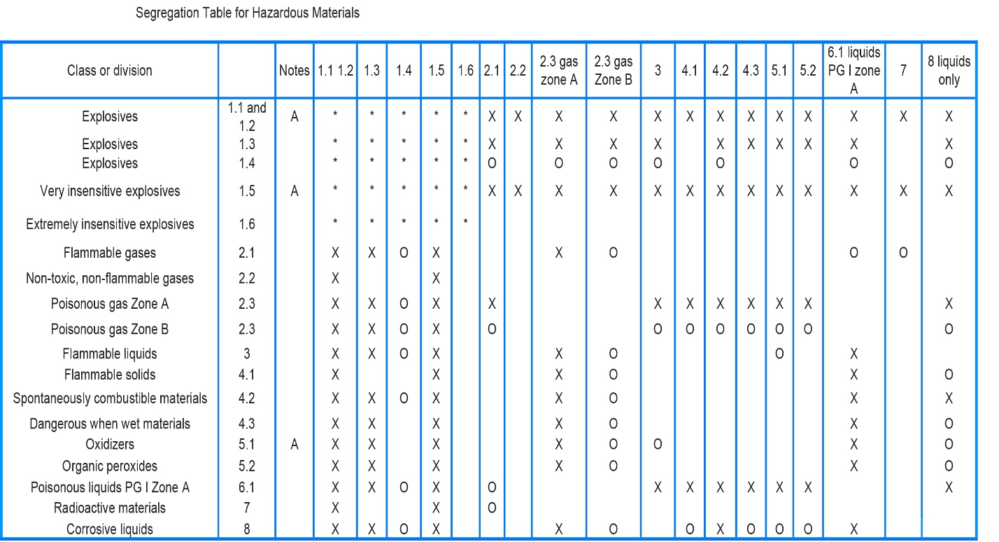 Segregation Table for Hazardous Materials
Class or division Notes 1.1 1.2 1.3 1.4 1.5 1.6 2.1 2.2 2.3 gas zone A 2.3 gas Zone B 3 4.1 4.2 4.3 5.1 5.2 6.1 liquids PG I zone A 7 8 liquids only
Explosives 1.1 and 1.2 A * * * * * X X X X X X X X X X X X X
Explosives 1.3 * * * * * X X X X X X X X X X
Explosives 1.4 * * * * * O O O O O O O
Very insensitive explosives 1.5 A * * * * * X X X X X X X X X X X X X
Extremely insensitive explosives 1.6 * * * * *
Flammable gases 2.1 X X O X X O O O
Non-toxic, non-flammable gases 2.2 X X
Poisonous gas Zone A 2.3 X X O X X X X X X X X X
Poisonous gas Zone B 2.3 X X O X O O O O O O O O
Flammable liquids 3 X X O X X O O X
Flammable solids 4.1 X X X X O X O
Spontaneously combustible materials 4.2 X X O X X O X X
Dangerous when wet materials 4.3 X X X X O X O
Oxidizers 5.1 A X X X X O O X O
Organic peroxides 5.2 X X X X O X O
Poisonous liquids PG I Zone A 6.1 X X O X O X X X X X X X
Radioactive materials 7 X X O
Corrosive liquids 8 X X O X X O O X O O O X